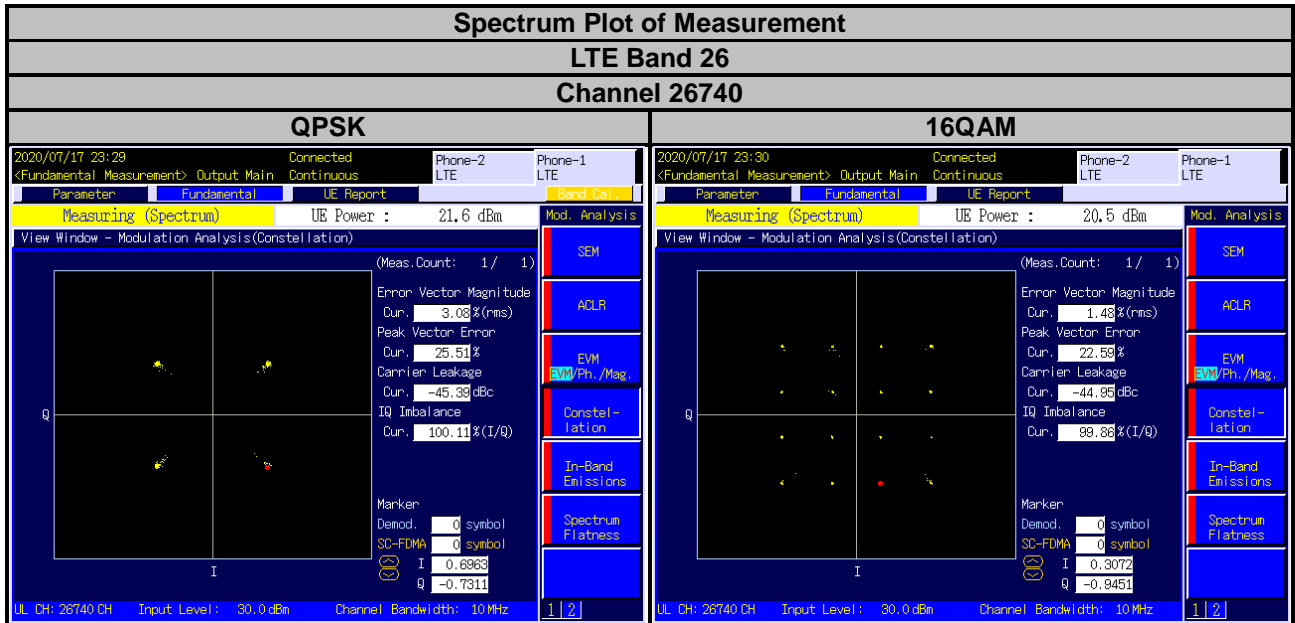 Spectrum Plot of Measurement
LTE Band 26
Channel 26740
QPSK
2020/07/17 23:29 Connected Phone-2 Phone-1
<Fundamental Measurement> Output Main Continuous LTE LTE
Parameter Fundamental UE Report Band Cal.
Measuring (Spectrum) UE Power : 21.6 dBm Mod. Analysis
View Window - Modulation Analysis(Constellation)
(Meas.Count: 1/ 1)
Error Vector Magnitude
Cur. 3.08 %(rms)
Peak Vector Error
Cur. 25.51 %
Carrier Leakage
Cur. -45.39 dBc
IQ Imbalance
Cur. 100.11 %(I/Q)
Q
I
Marker
Demod. 0 symbol
SC-FDMA 0 symbol
I 0.6963
Q -0.7311
SEM
ACLR
EVM
EVM/Ph./Mag.
Constel-
lation
In-Band
Emissions
Spectrum
Flatness
UL CH: 26740 CH Input Level: 30.0 dBm Channel Bandwidth: 10 MHz 1 2
16QAM
2020/07/17 23:30 Connected Phone-2 Phone-1
<Fundamental Measurement> Output Main Continuous LTE LTE
Parameter Fundamental UE Report
Measuring (Spectrum) UE Power : 20.5 dBm Mod. Analysis
View Window - Modulation Analysis(Constellation)
(Meas.Count: 1/ 1)
Error Vector Magnitude
Cur. 1.48 %(rms)
Peak Vector Error
Cur. 22.59 %
Carrier Leakage
Cur. -44.95 dBc
IQ Imbalance
Cur. 99.86 %(I/Q)
Q
I
Marker
Demod. 0 symbol
SC-FDMA 0 symbol
I 0.3072
Q -0.9451
SEM
ACLR
EVM
EVM/Ph./Mag.
Constel-
lation
In-Band
Emissions
Spectrum
Flatness
UL CH: 26740 CH Input Level: 30.0 dBm Channel Bandwidth: 10 MHz 1 2